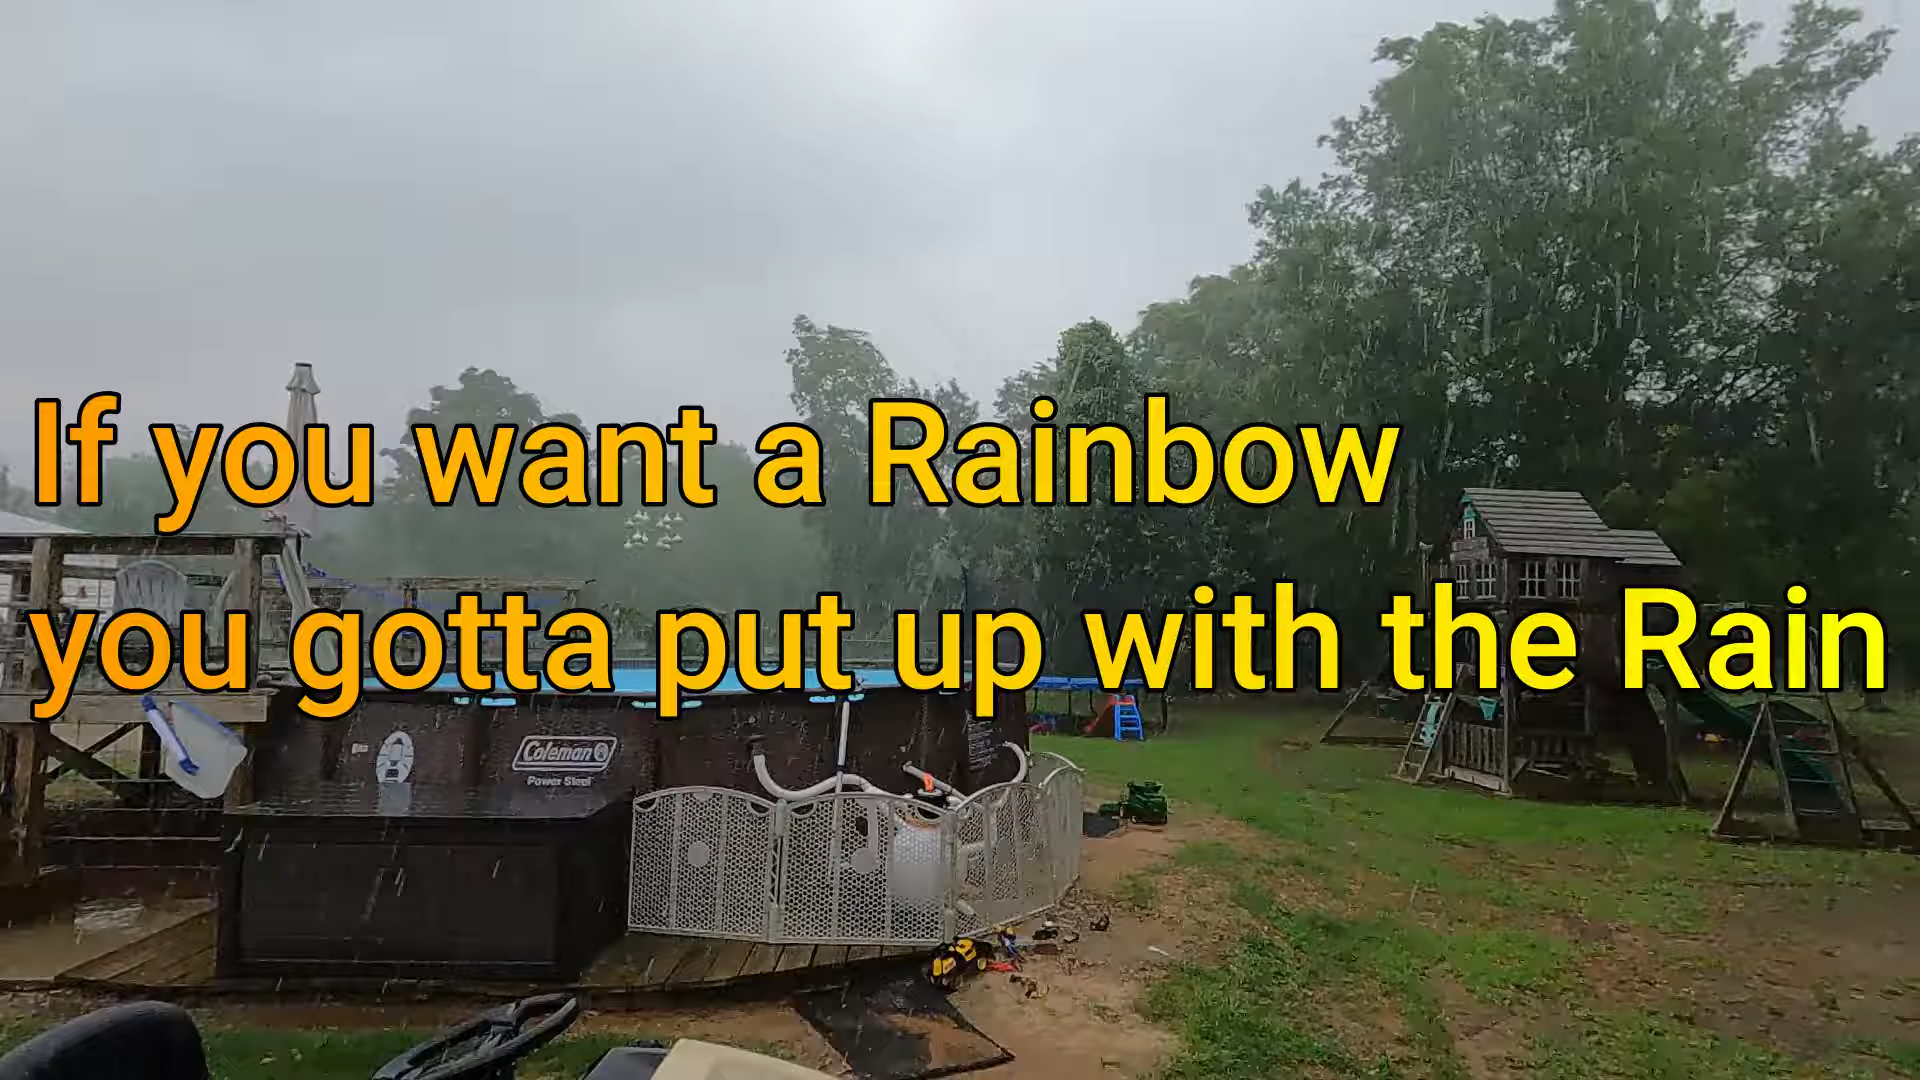 If you want a Rainbow
you gotta put up with the Rain
Coleman
Power Steel